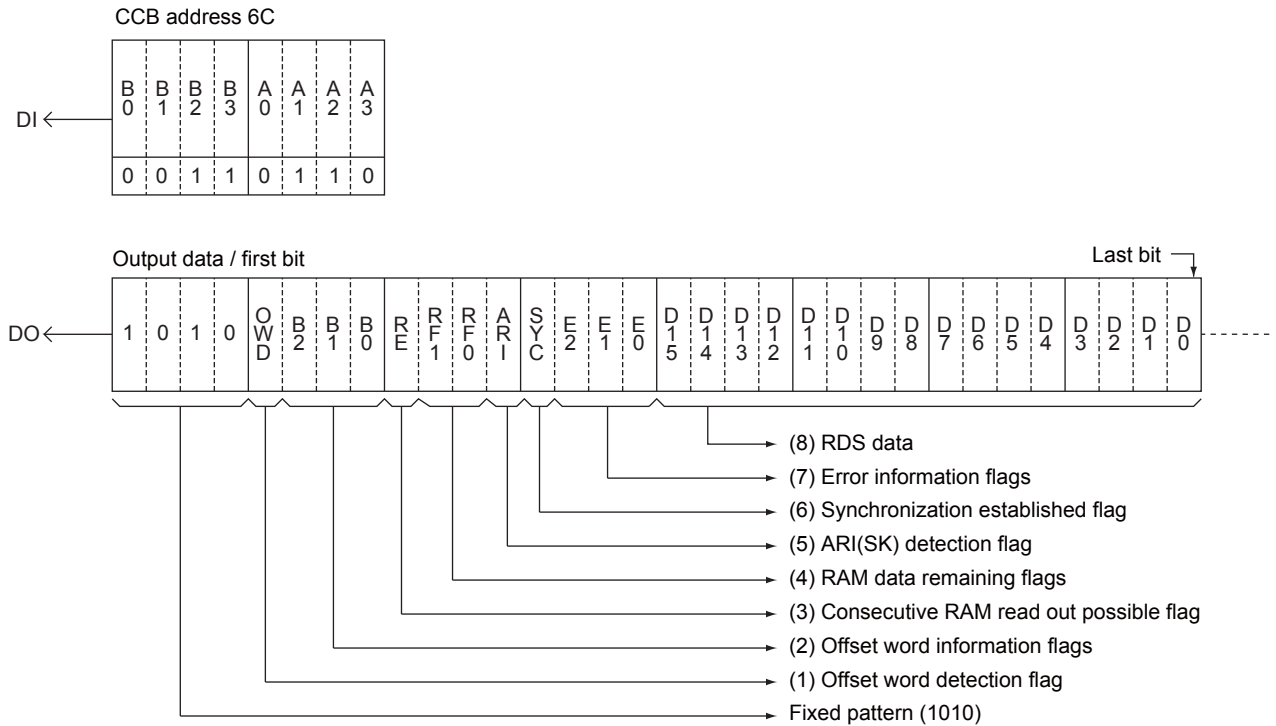 CCB address 6C
B0 B1 B2 B3 A0 A1 A2 A3
DI
0 0 1 1 0 1 1 0
Output data / first bit
Last bit
DO
1 0 1 0 OWD B2 B1 B0 RE RF1 RF0 ARI SYC E2 E1 E0 D15 D14 D13 D12 D11 D10 D9 D8 D7 D6 D5 D4 D3 D2 D1 D0
(8) RDS data
(7) Error information flags
(6) Synchronization established flag
(5) ARI(SK) detection flag
(4) RAM data remaining flags
(3) Consecutive RAM read out possible flag
(2) Offset word information flags
(1) Offset word detection flag
Fixed pattern (1010)